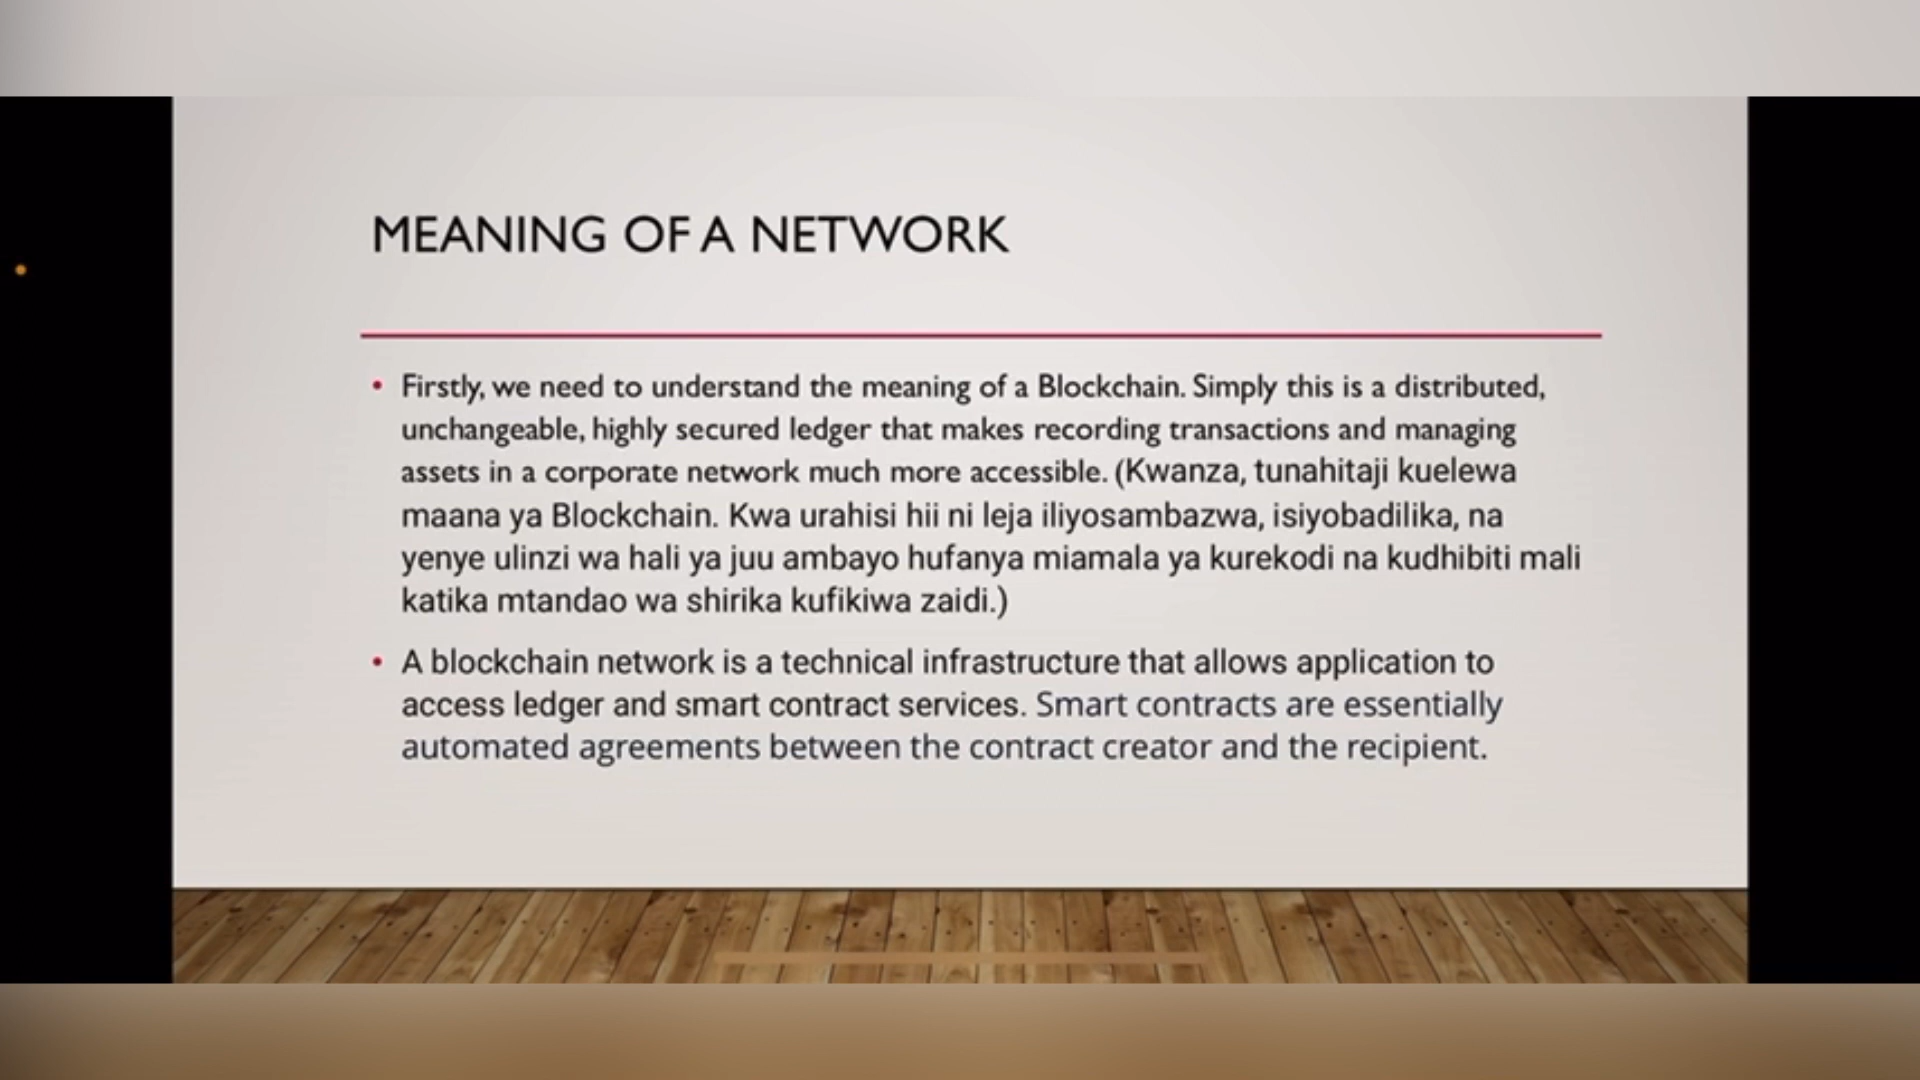 MEANING OF A NETWORK
• Firstly, we need to understand the meaning of a Blockchain. Simply this is a distributed,
unchangeable, highly secured ledger that makes recording transactions and managing
assets in a corporate network much more accessible. (Kwanza, tunahitaji kuelewa
maana ya Blockchain. Kwa urahisi hii ni leja iliyosambazwa, isiyobadilika, na
yenye ulinzi wa hali ya juu ambayo hufanya miamala ya kurekodi na kudhibiti mali
katika mtandao wa shirika kufikiwa zaidi.)
• A blockchain network is a technical infrastructure that allows application to
access ledger and smart contract services. Smart contracts are essentially
automated agreements between the contract creator and the recipient.